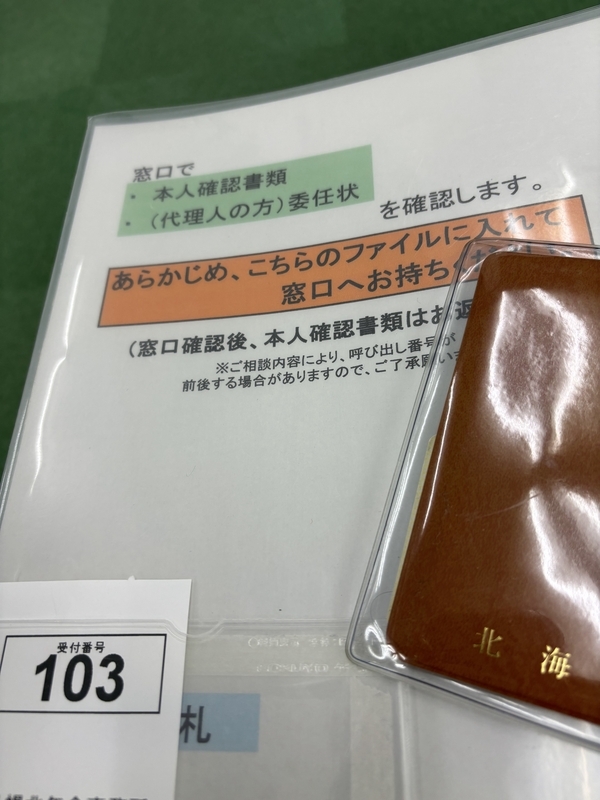 窓口で
・ 本人確認書類
・ (代理人の方)委任状
を確認します。
あらかじめ、こちらのファイルに入れて
窓口へお持ち
(窓口確認後、本人確認書類はお返
※ご相談内容により、呼び出し番号が
前後する場合がありますので、ご了承願いま
受付番号
103
札
北 海